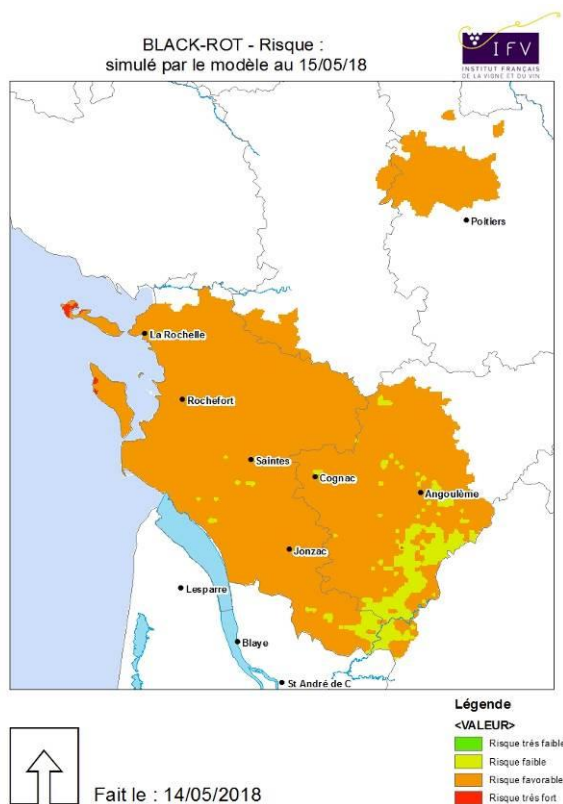 BLACK-ROT - Risque :
simulé par le modèle au 15/05/18
IFV
INSTITUT FRANÇAIS
DE LA VIGNE ET DU VIN
Poitiers
La Rochelle
Rochefort
Saintes
Cognac
Angoulême
Jonzac
Lesparre
Blaye
St André de C
Légende
<VALEUR>
Risque trés faible
Risque faible
Risque favorable
Risque trés fort
Fait le : 14/05/2018